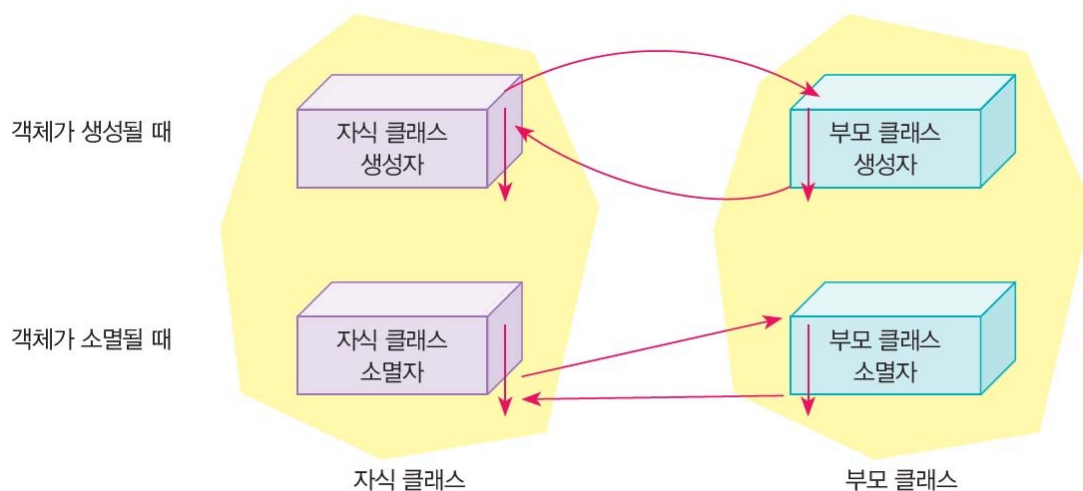 객체가 생성될 때
자식 클래스
생성자
부모 클래스
생성자
객체가 소멸될 때
자식 클래스
소멸자
부모 클래스
소멸자
자식 클래스
부모 클래스